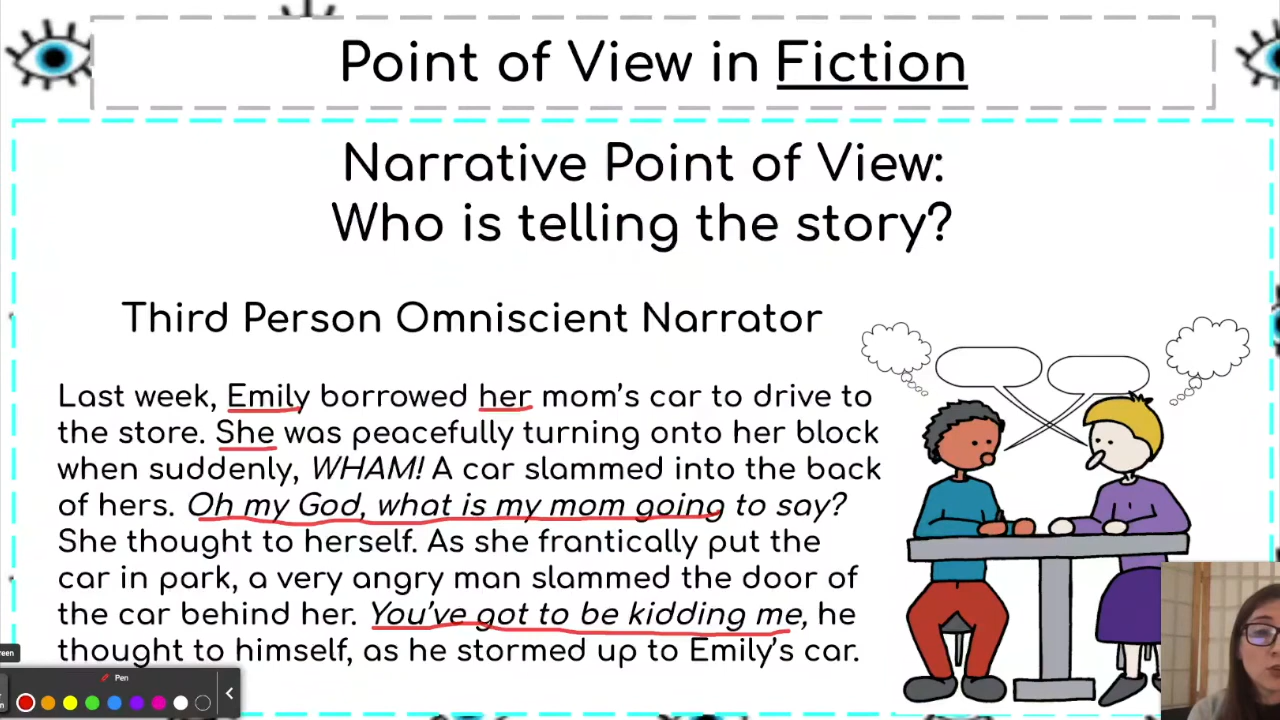 Point of View in Fiction
Narrative Point of View:
Who is telling the story?
Third Person Omniscient Narrator
Last week, Emily borrowed her mom's car to drive to
the store. She was peacefully turning onto her block
when suddenly, WHAM! A car slammed into the back
of hers. Oh my God, what is my mom going to say?
She thought to herself. As she frantically put the
car in park, a very angry man slammed the door of
the car behind her. You've got to be kidding me, he
thought to himself, as he stormed up to Emily's car.
Pen